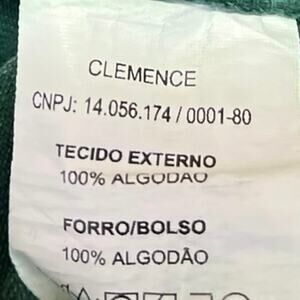 CLEMENCE
CNPJ: 14.056.174 / 0001-80
TECIDO EXTERNO
100% ALGODÃO
FORRO/BOLSO
100% ALGODÃO